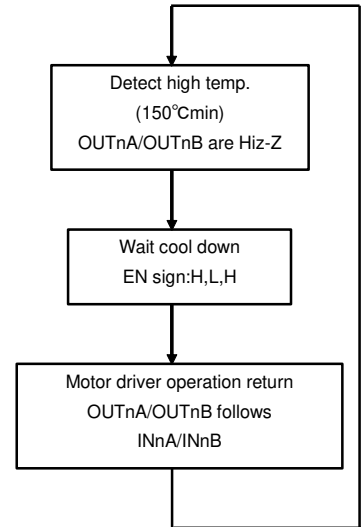 Detect high temp.
(150°Cmin)
OUTnA/OUTnB are Hiz-Z
Wait cool down
EN sign:H,L,H
Motor driver operation return
OUTnA/OUTnB follows
INnA/INnB